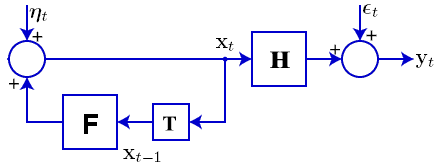 η_t
ϵ_t
+
+
x_t
+
H
y_t
+
F
T
x_{t−1}